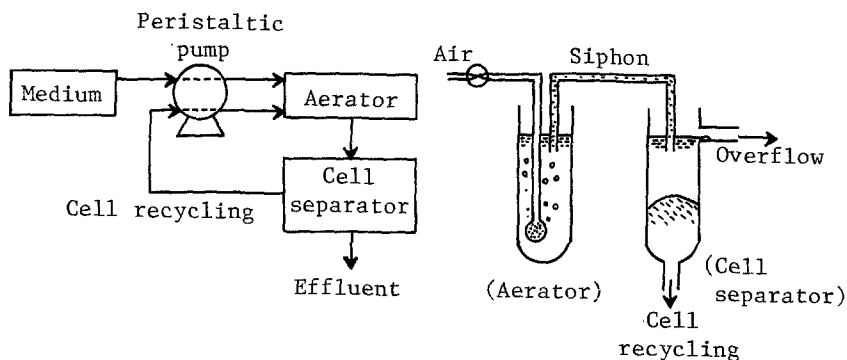 Peristaltic
pump
Medium
Aerator
Cell
separator
Cell recycling
Effluent
Air
Siphon
Overflow
(Aerator)
(Cell
separator)
Cell
recycling